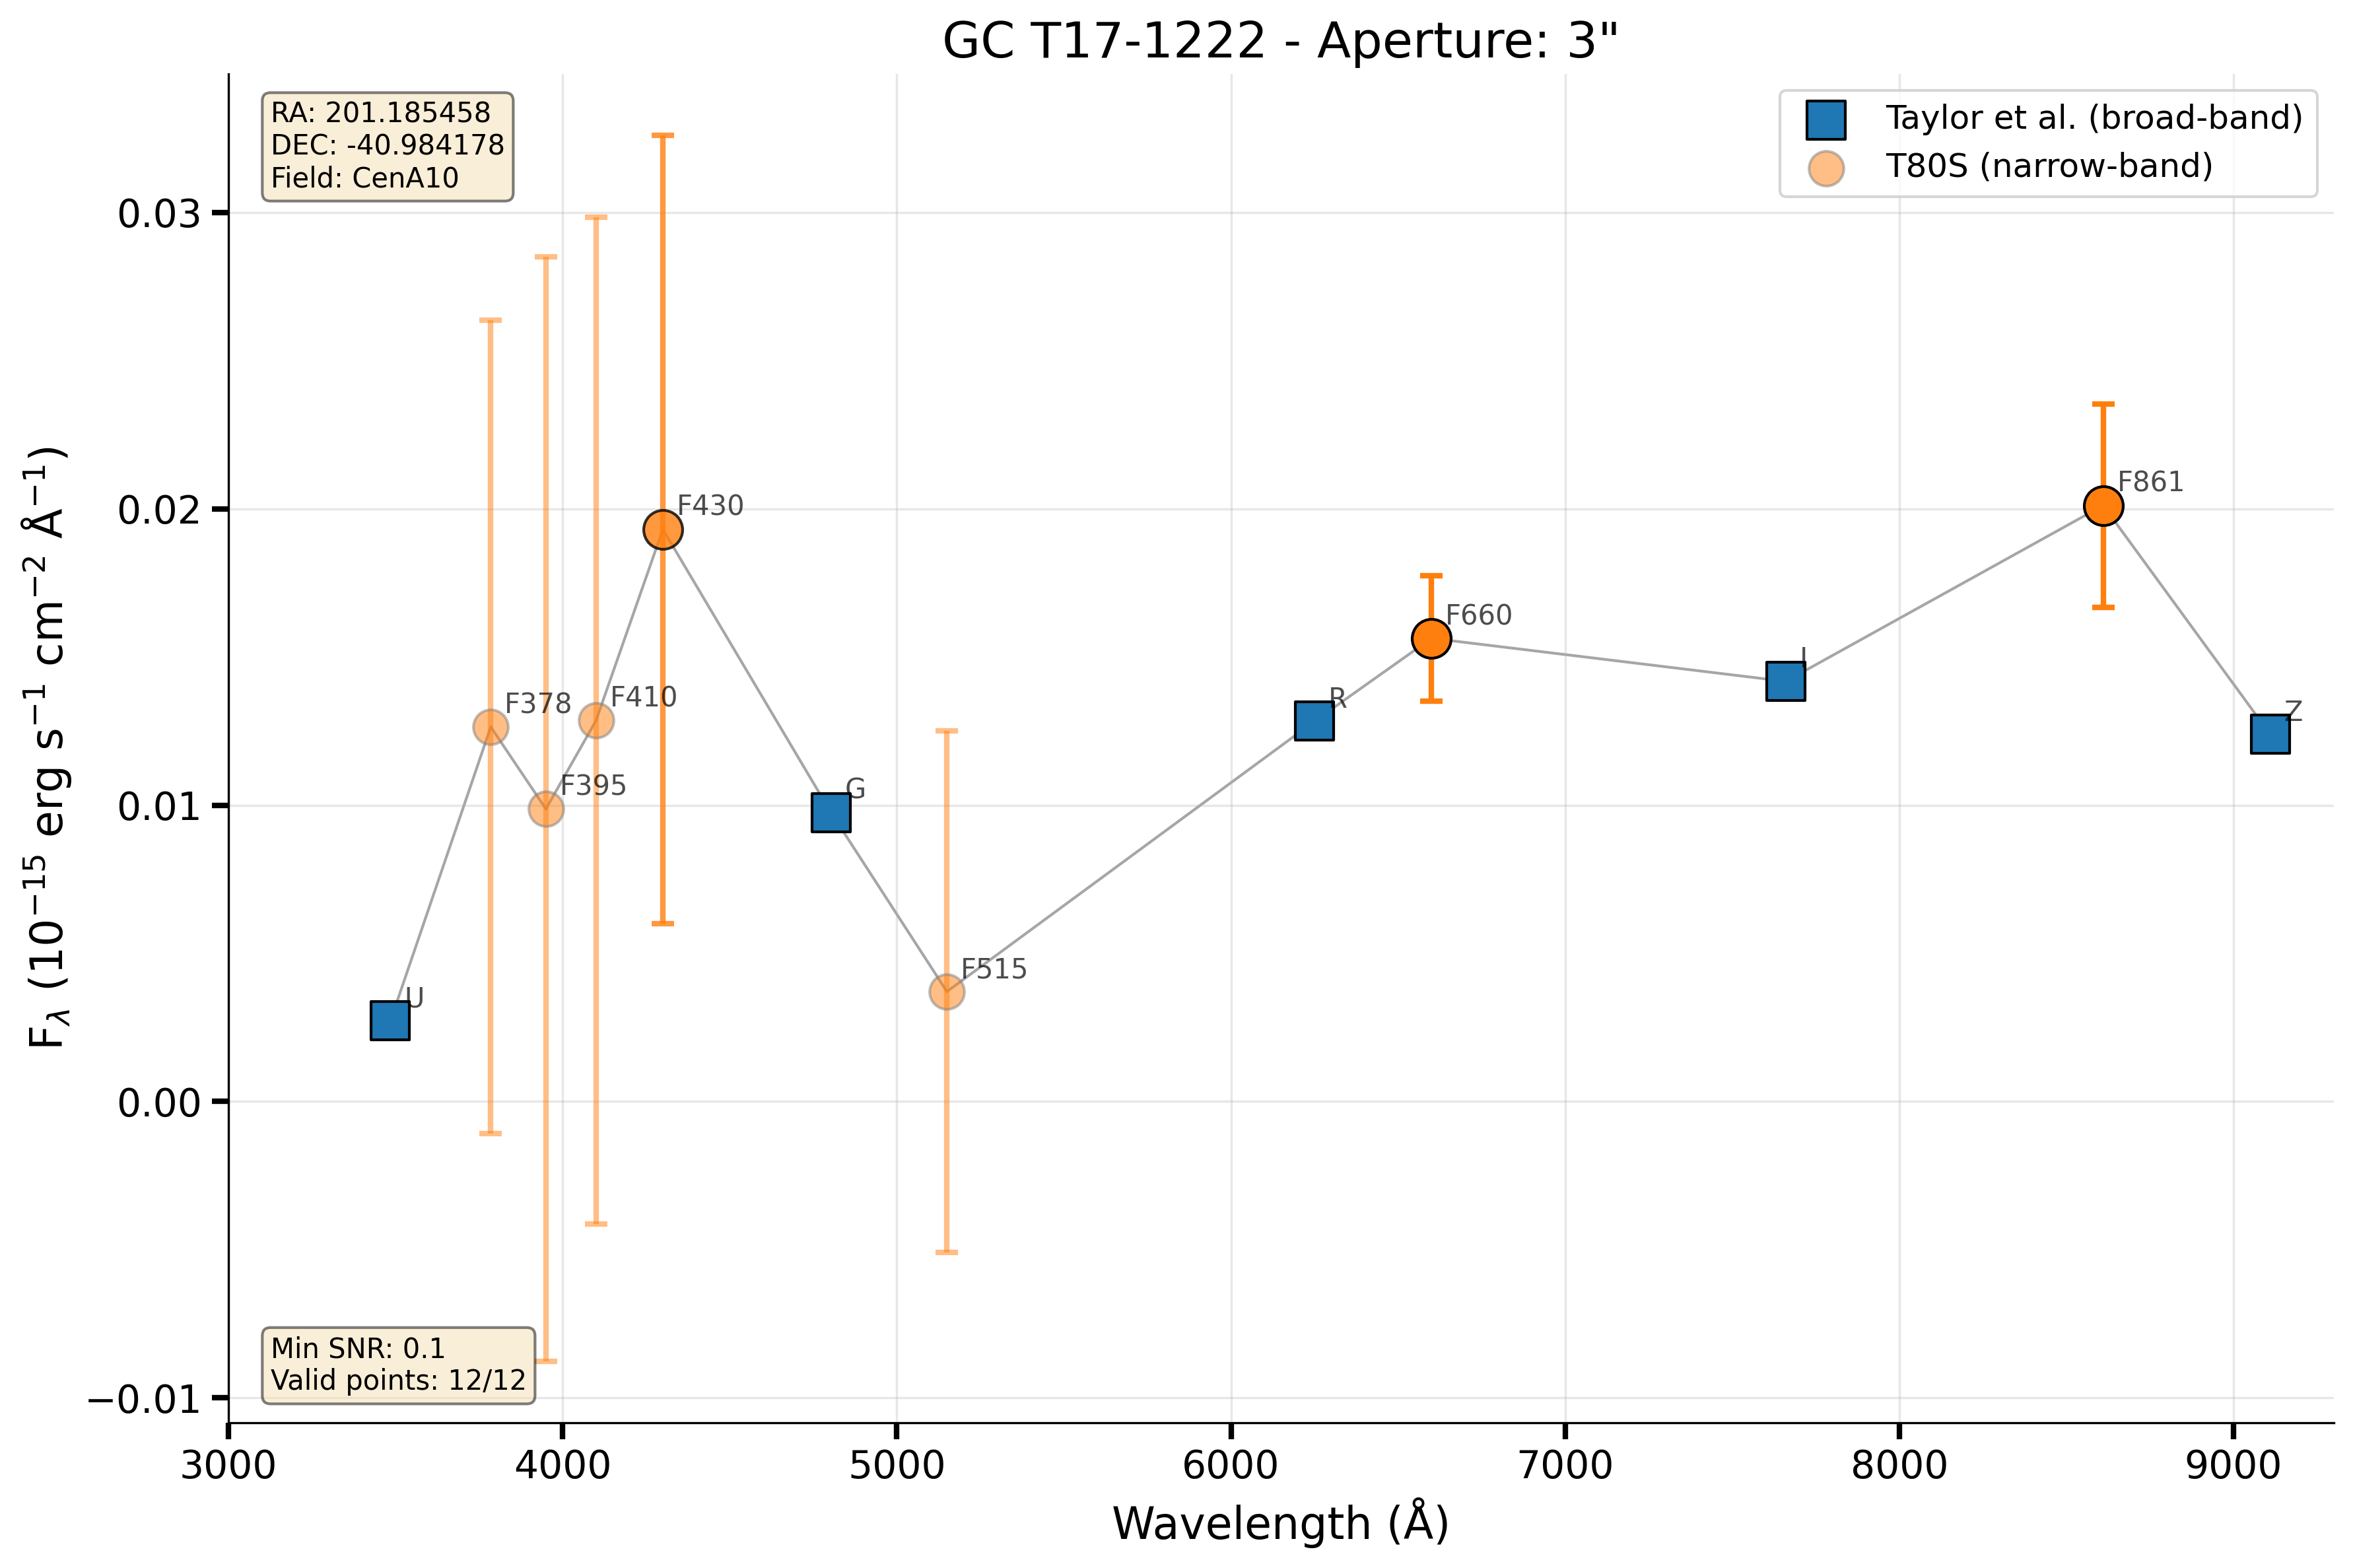 GC T17-1222 - Aperture: 3"
RA: 201.185458
DEC: -40.984178
Field: CenA10
Taylor et al. (broad-band)
T80S (narrow-band)
F_λ (10⁻¹⁵ erg s⁻¹ cm⁻² Å⁻¹)
0.03
0.02
0.01
0.00
−0.01
U
F378
F395
F410
F430
G
F515
R
F660
I
F861
Z
Min SNR: 0.1
Valid points: 12/12
3000 4000 5000 6000 7000 8000 9000
Wavelength (Å)